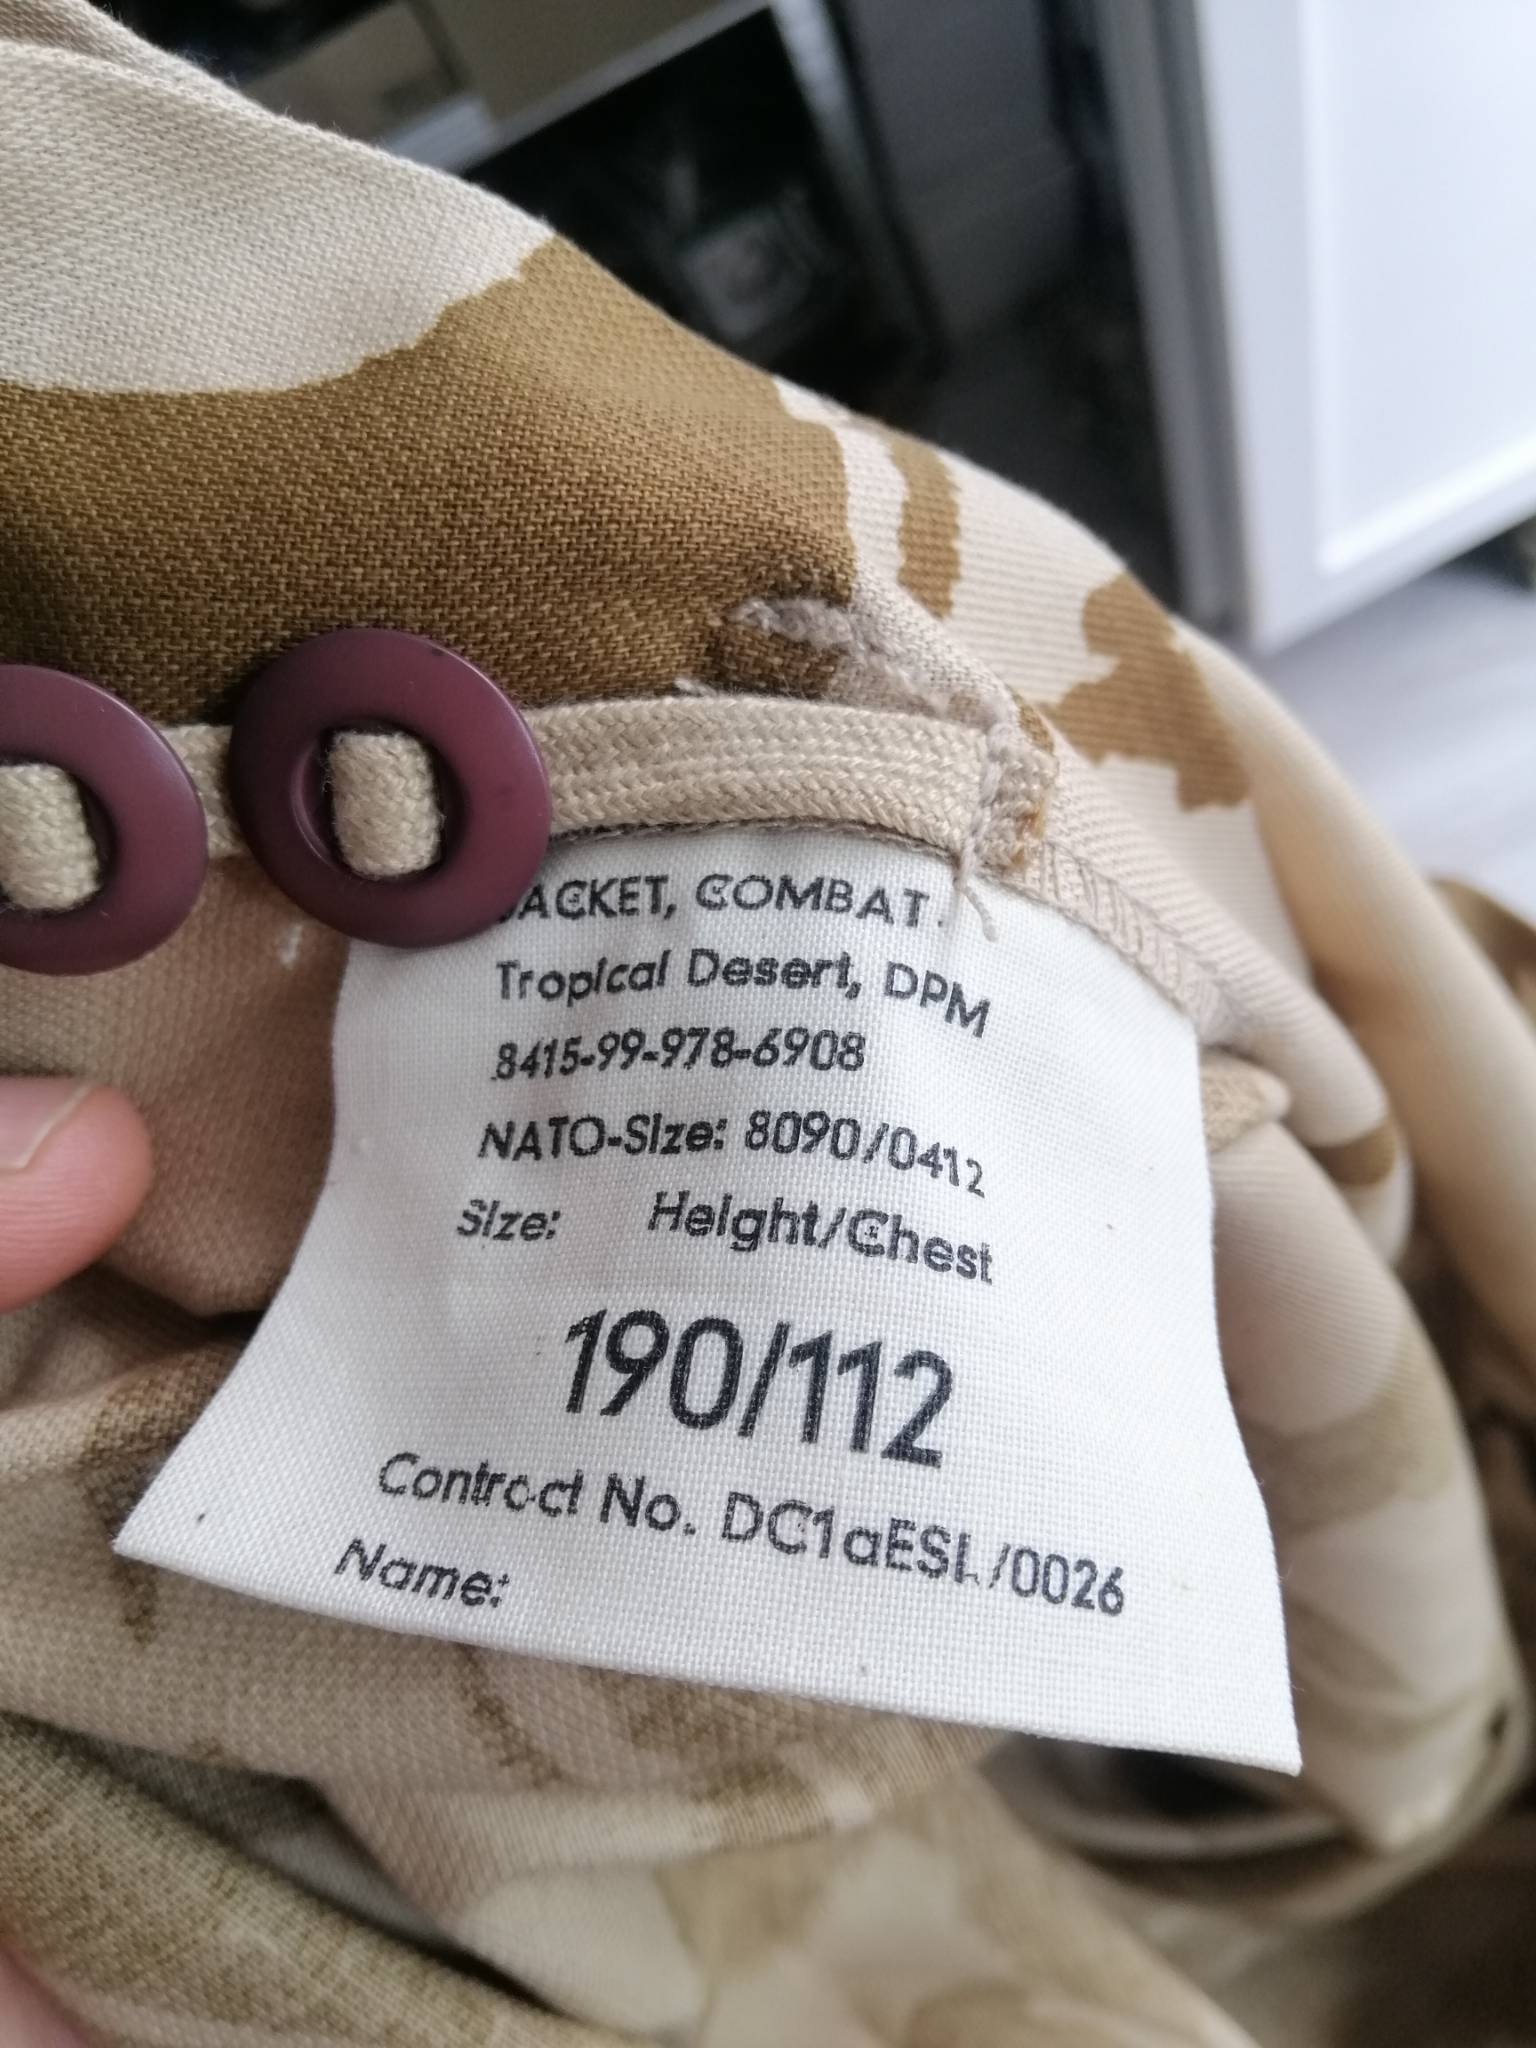 JACKET, COMBAT.
Tropical Desert, DPM
8415-99-978-6908
NATO-Size: 8090/0412
Size: Height/Chest
190/112
Contract No. DC1aESL/0026
Name: